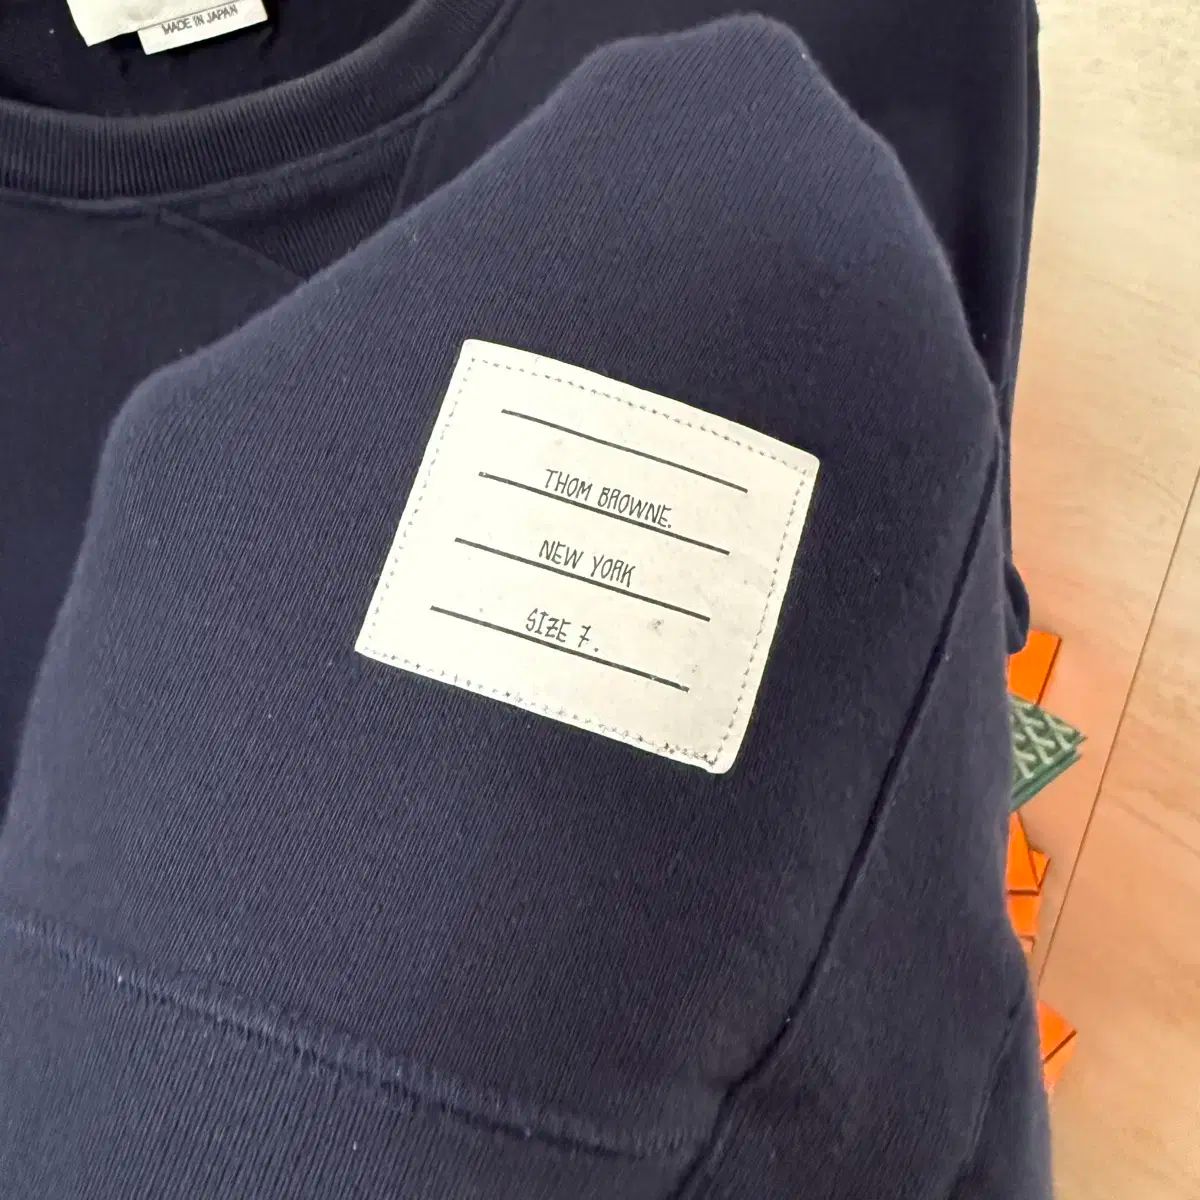 MADE IN JAPAN
THOM BROWNE.
NEW YORK
SIZE 7.